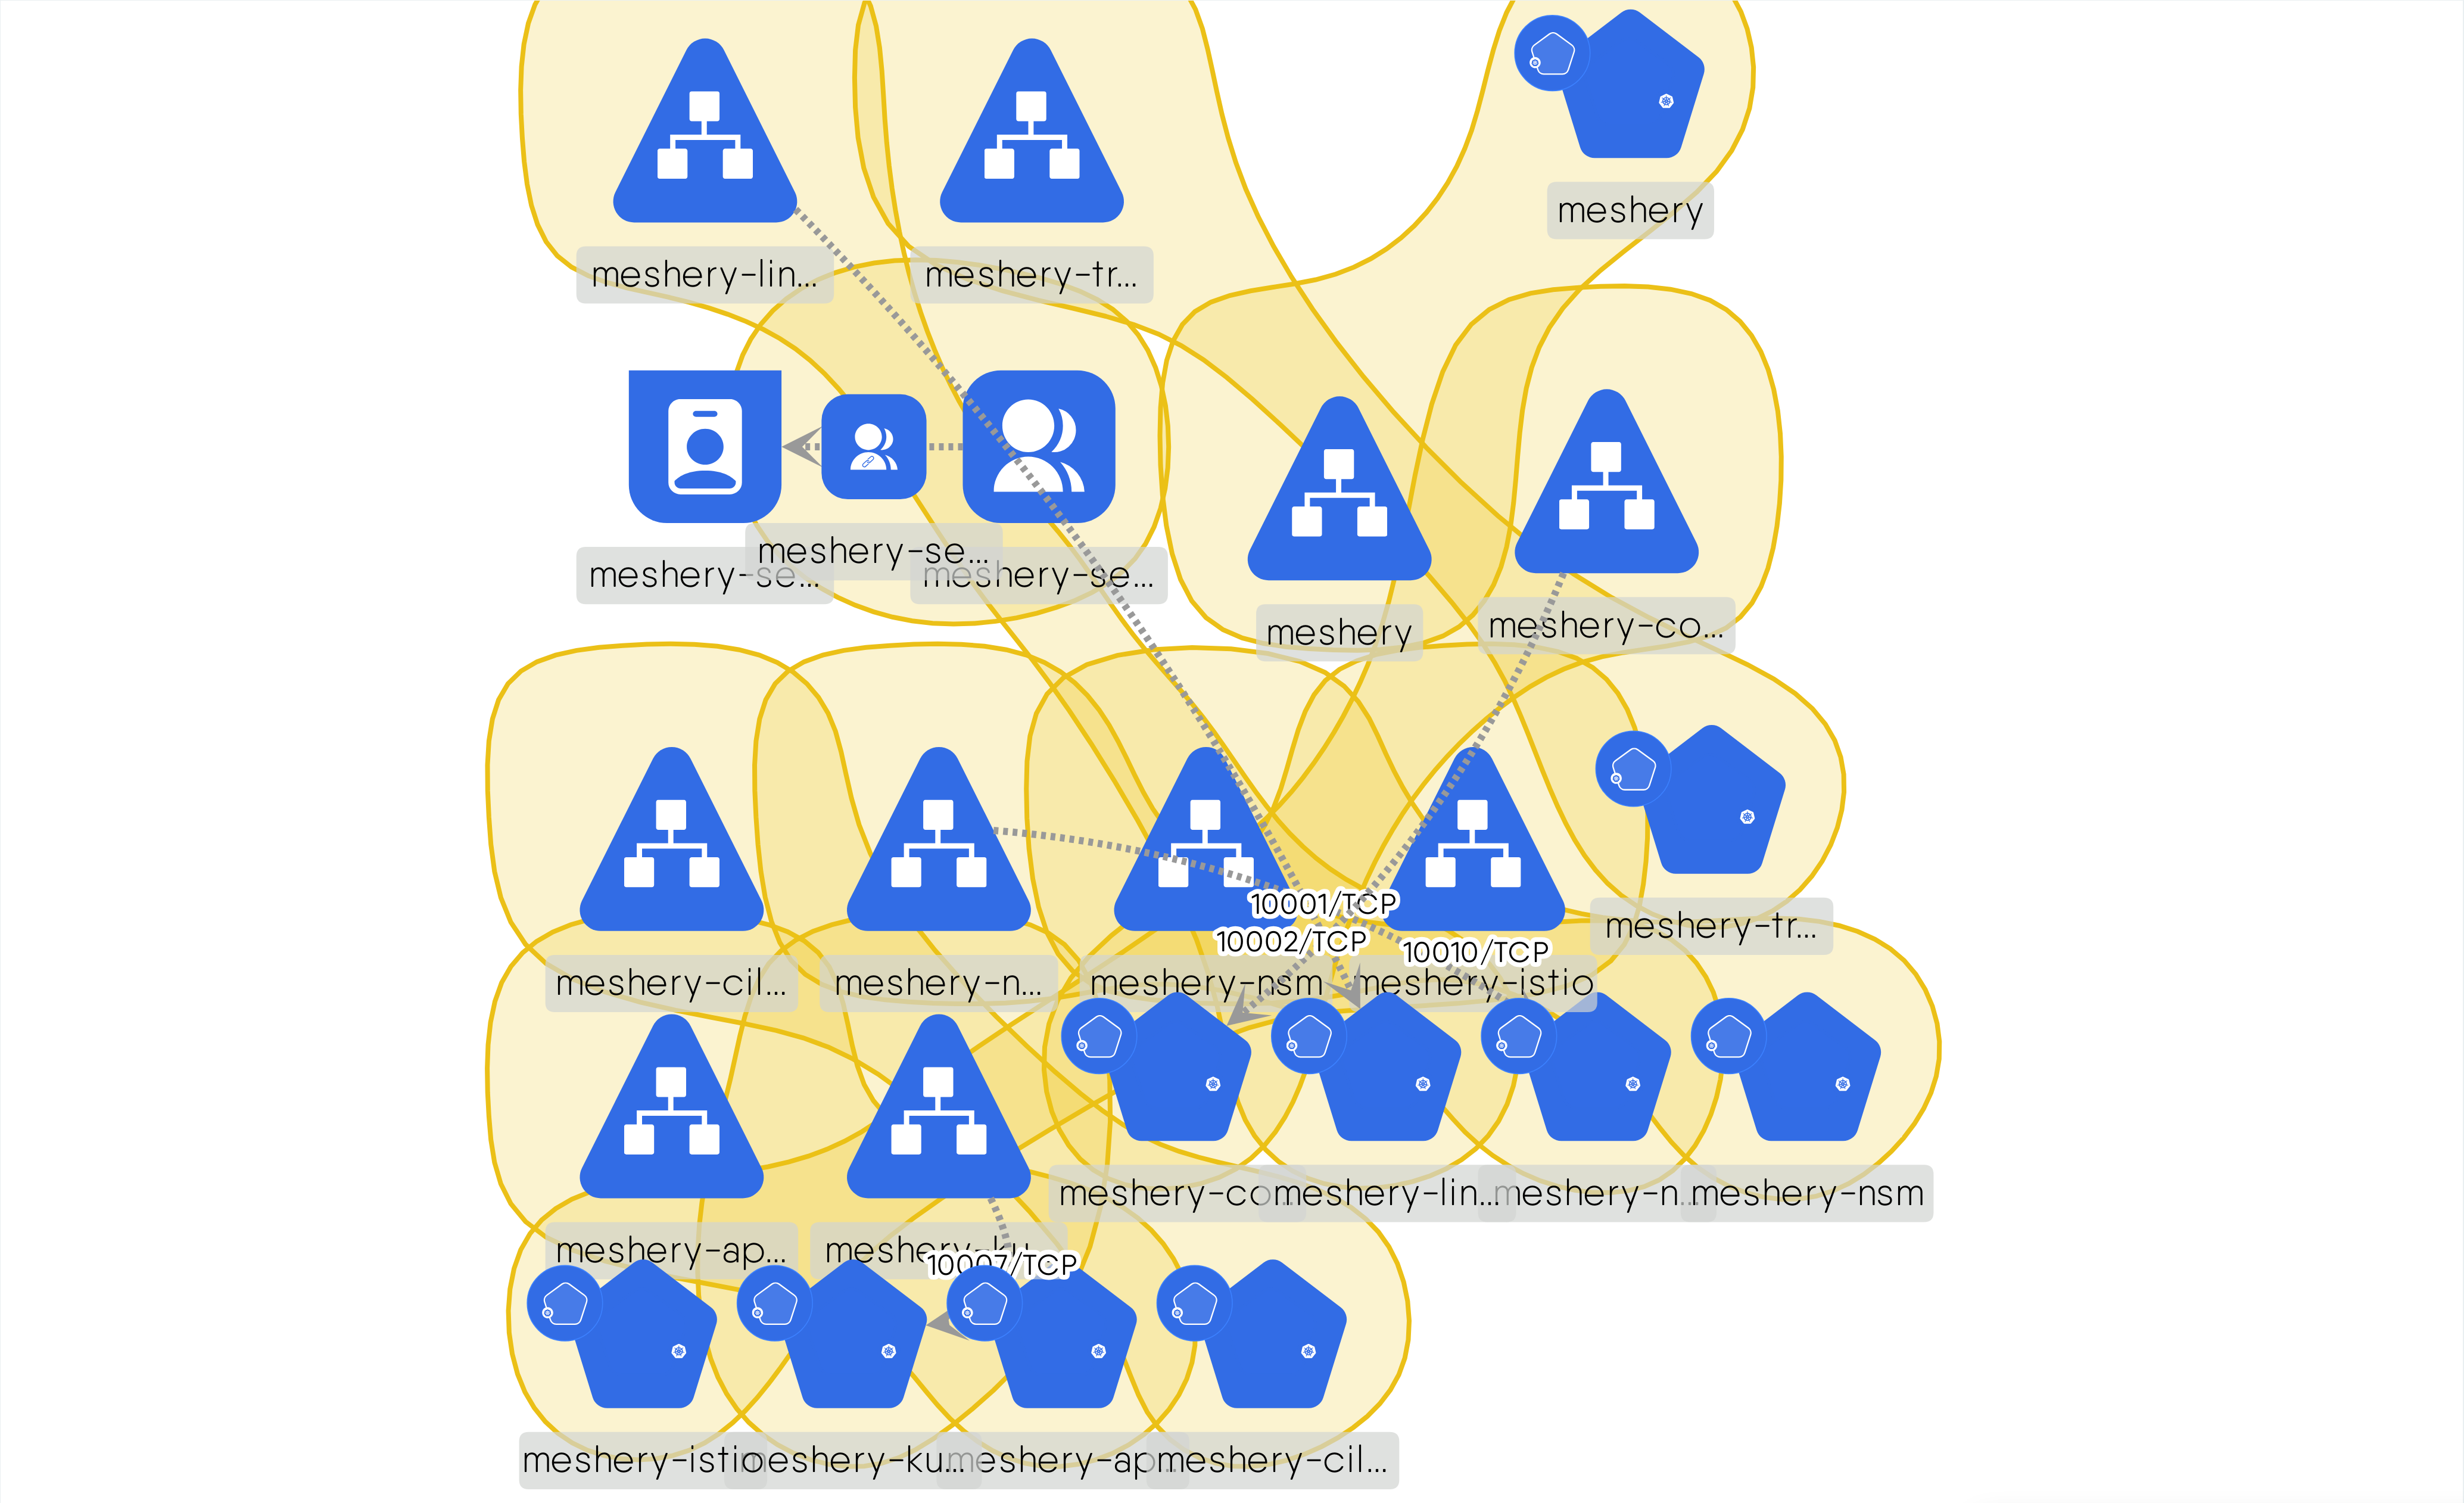 meshery
meshery-lin...
meshery-tr...
meshery-se...
meshery-se...
meshery-se...
meshery
meshery-co...
10001/TCP
meshery-tr...
10002/TCP
10010/TCP
meshery-cil...
meshery-n...
meshery-nsm
meshery-istio
meshery-co...
meshery-lin...
meshery-n...
meshery-nsm
meshery-ap...
meshery-ku...
10007/TCP
meshery-istio
meshery-ku...
meshery-ap...
meshery-cil...